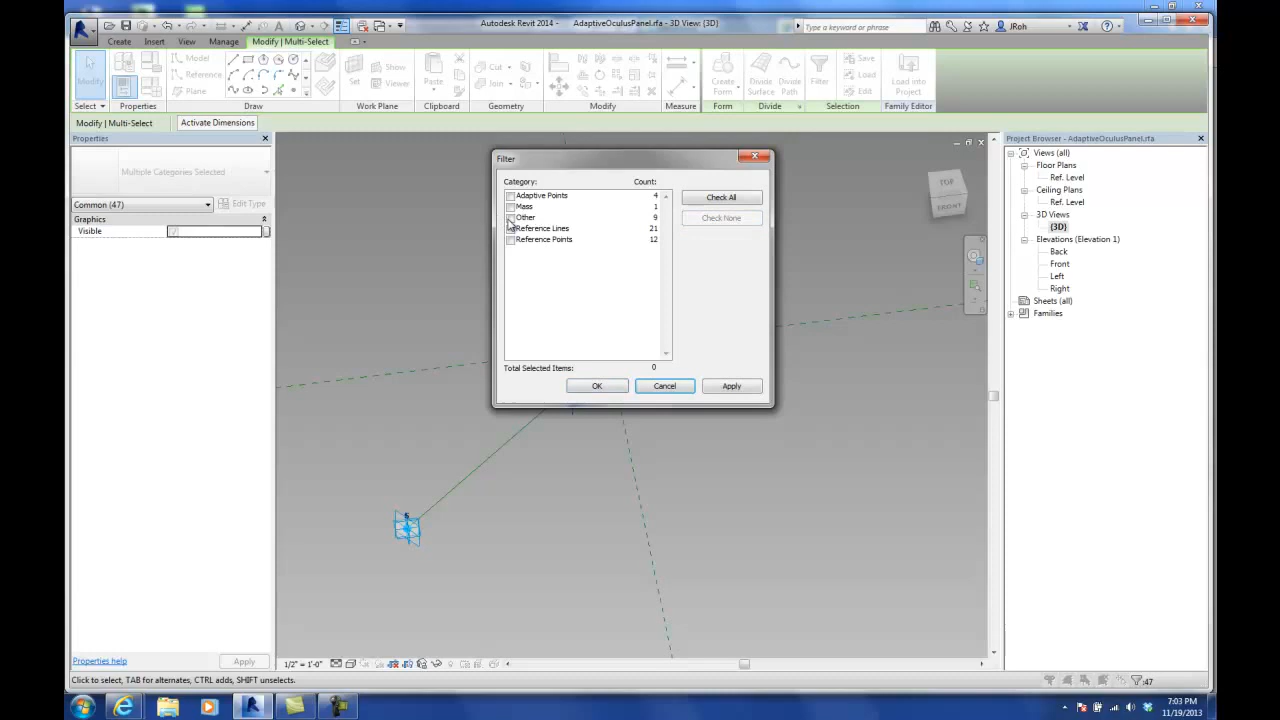 Autodesk Revit 2014 - AdaptiveOculusPanel.rfa - 3D View: {3D}
Type a keyword or phrase
JRoh
Create Insert View Manage Modify | Multi-Select
Modify
Model
Reference
Plane
Set
Show
Viewer
Paste
Cut
Join
Create Form
Divide Surface
Divide Path
Filter
Save
Load
Edit
Load into Project
Select Properties Draw Work Plane Clipboard Geometry Modify Measure Form Divide Selection Family Editor
Modify | Multi-Select Activate Dimensions
Properties
Multiple Categories Selected
Common (47) Edit Type
Graphics
Visible
Properties help Apply
Filter
Category: Count:
Adaptive Points 4
Mass 1
Other 9
Reference Lines 21
Reference Points 12
Check All
Check None
Total Selected Items: 0
OK Cancel Apply
TOP
FRONT
Project Browser - AdaptiveOculusPanel.rfa
Views (all)
Floor Plans
Ref. Level
Ceiling Plans
Ref. Level
3D Views
{3D}
Elevations (Elevation 1)
Back
Front
Left
Right
Sheets (all)
Families
1/2" = 1'-0"
Click to select, TAB for alternates, CTRL adds, SHIFT unselects.
:47
7:03 PM
11/19/2013